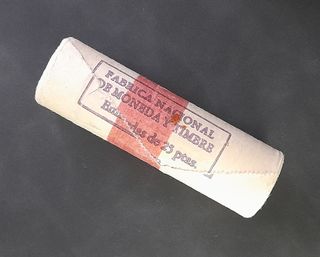 FABRICA NACIONAL
DE MONEDA Y TIMBRE
de 25 ptas.